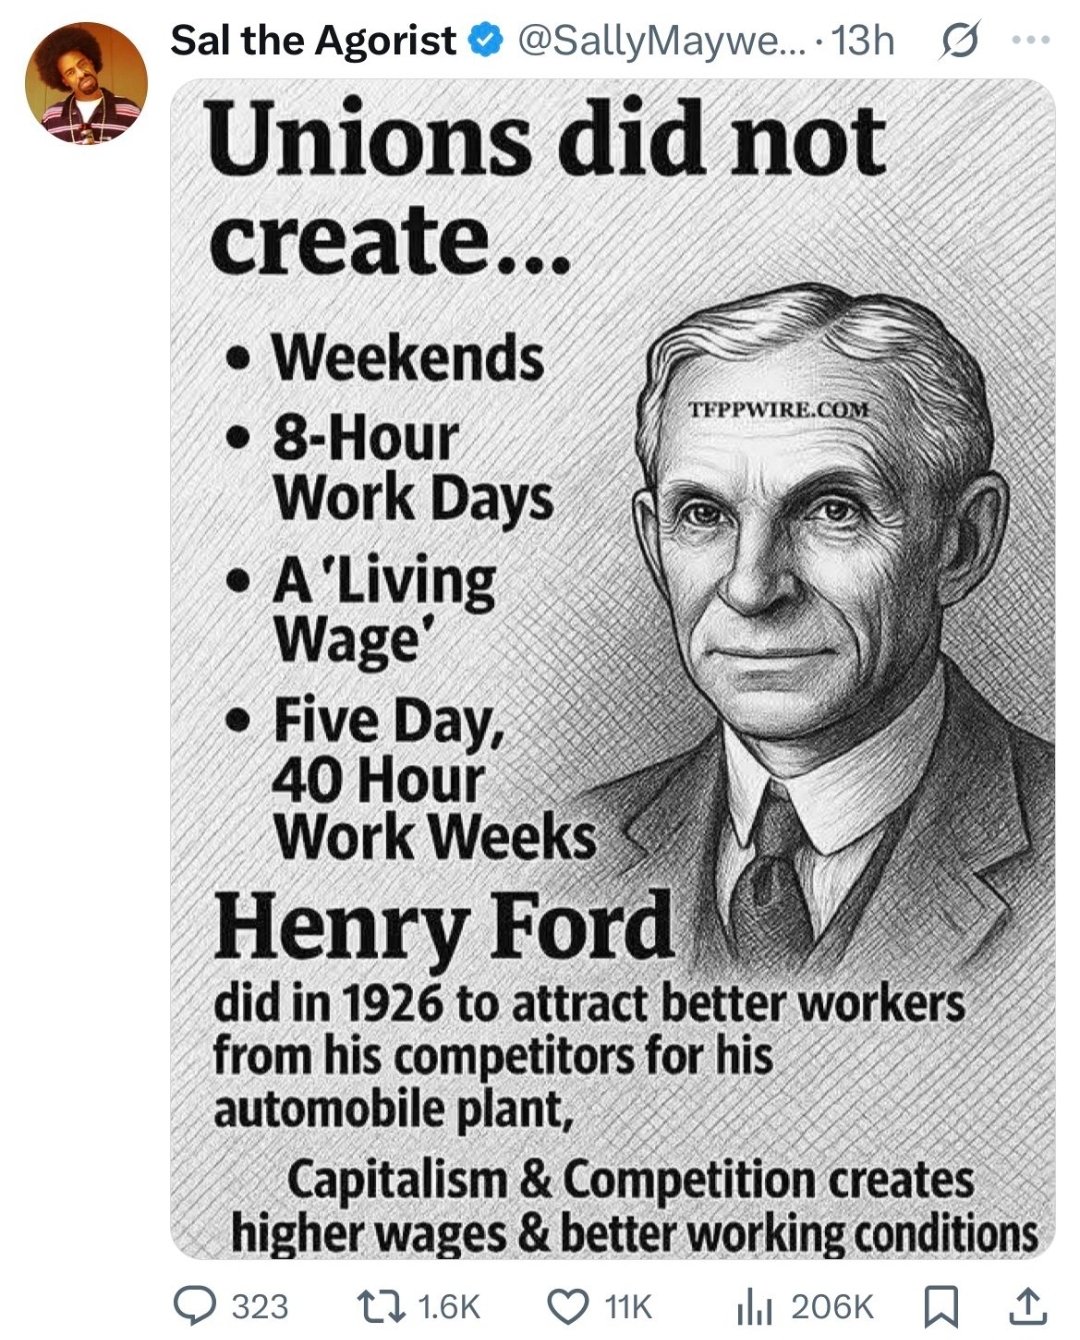 Sal the Agorist @SallyMaywe... · 13h
Unions did not
create...
• Weekends
• 8-Hour
Work Days
• A 'Living
Wage'
• Five Day,
40 Hour
Work Weeks
TFPPWIRE.COM
Henry Ford
did in 1926 to attract better workers
from his competitors for his
automobile plant,
Capitalism & Competition creates
higher wages & better working conditions
323 1.6K 11K 206K